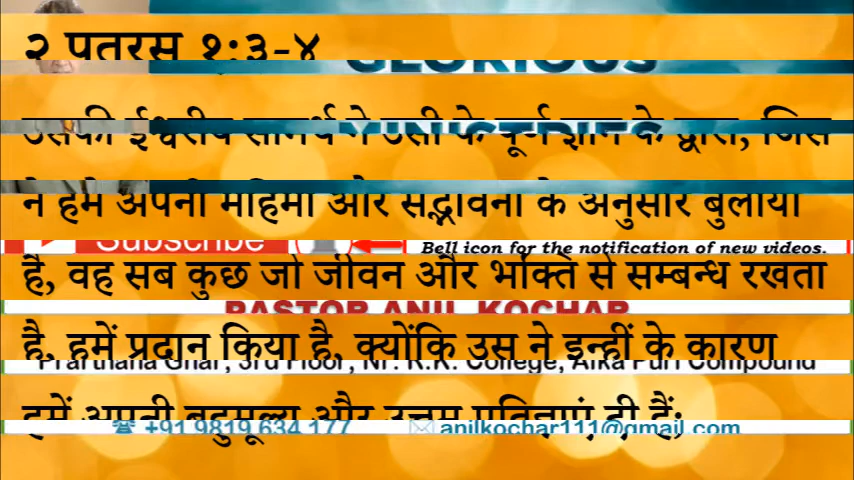 २ पतरस १:३-४
GLORIOUS
उसकी ईश्वरीय सामर्थ ने उसी के पूर्ण ज्ञान के द्वारा, जिस
MINISTRIES
ने हमें अपनी महिमा और सद्भावना के अनुसार बुलाया
Subscribe Bell icon for the notification of new videos.
है, वह सब कुछ जो जीवन और भक्ति से सम्बन्ध रखता
PASTOR ANIL KOCHAR
है, हमें प्रदान किया है, क्योंकि उस ने इन्हीं के कारण
Prarthana Ghar, 3rd Floor, Nr. R.K. College, Alka Puri Compound
हमें अपनी बहुमूल्य और उत्तम प्रतिज्ञाएं दी हैं;
+91 9819 634 177 anilkochar111@gmail.com